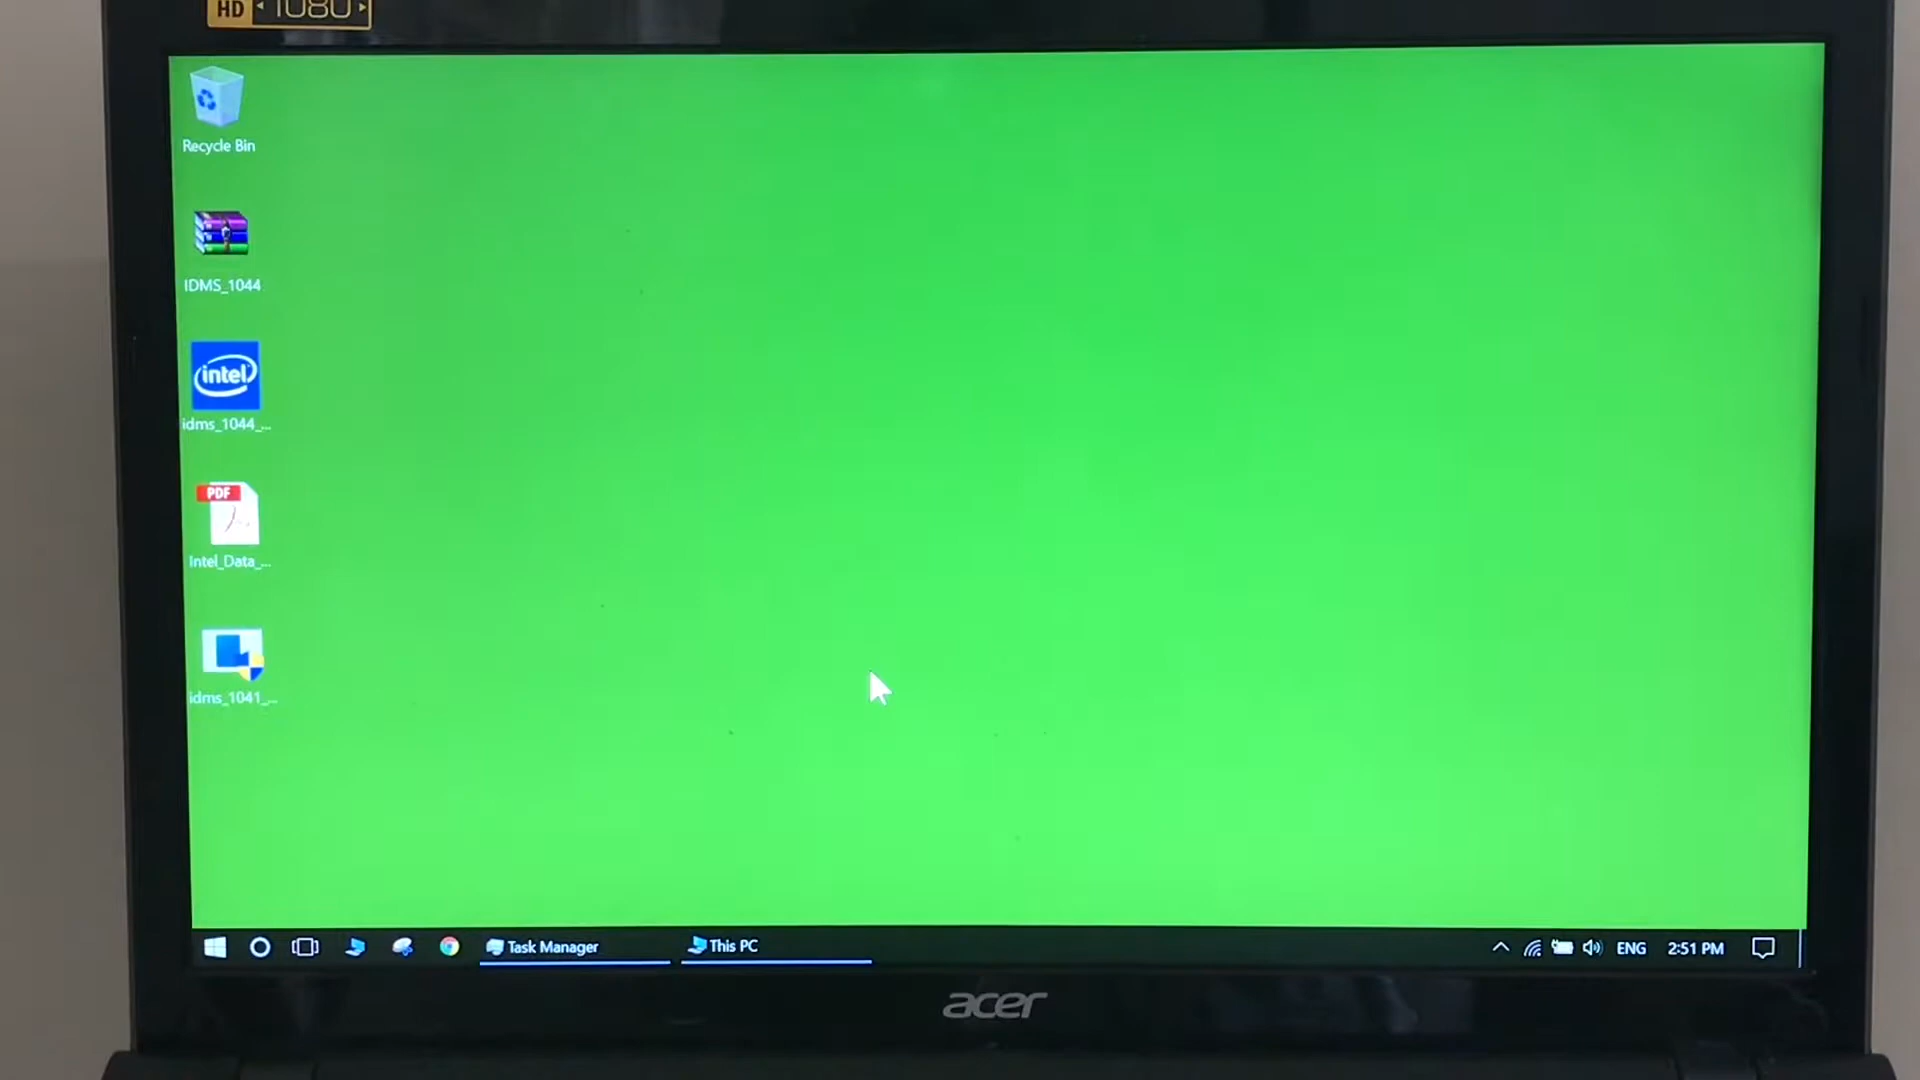 HD 1080
Recycle Bin
IDMS_1044
intel
idms_1044_...
PDF
Intel_Data_...
idms_1041_...
Task Manager
This PC
ENG
2:51 PM
acer